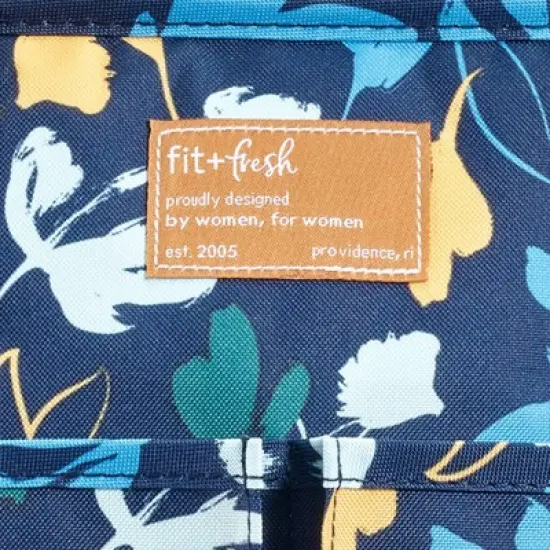 fit+fresh
proudly designed
by women, for women
est. 2005 providence, ri